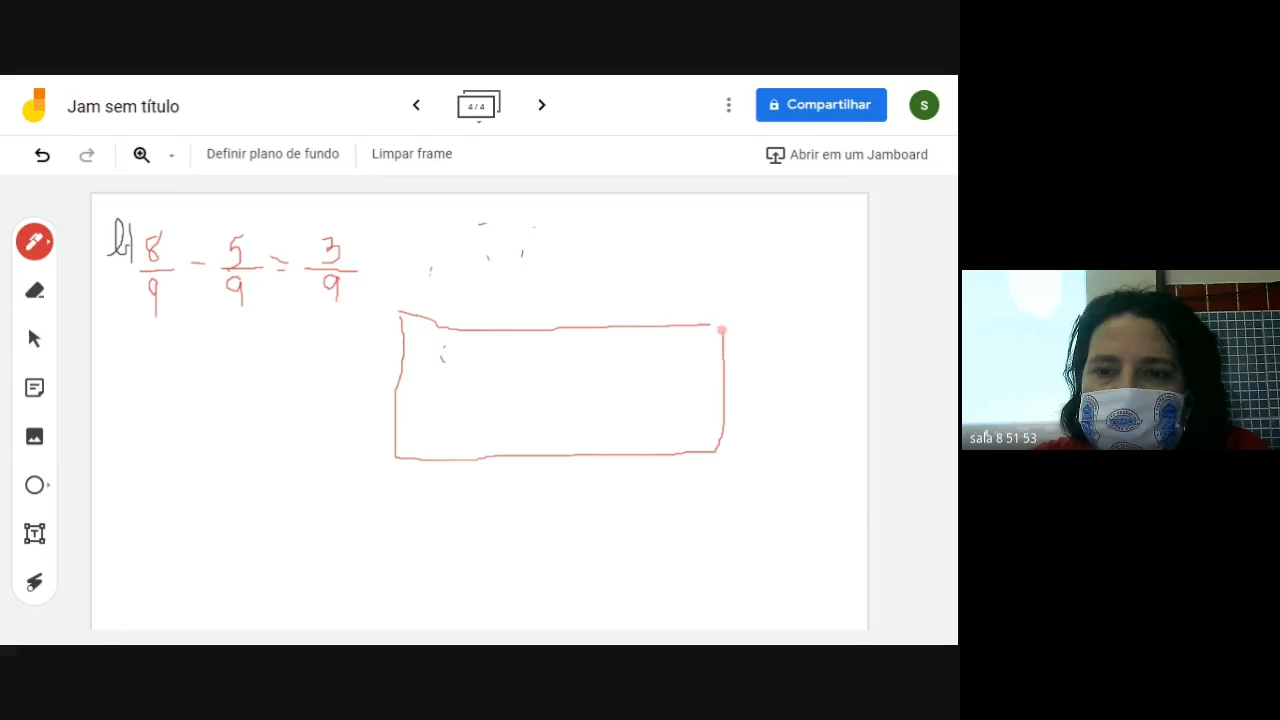 Jam sem título
4 / 4
Compartilhar
S
Definir plano de fundo
Limpar frame
Abrir em um Jamboard
b) 8/9 - 5/9 = 3/9
sala 8 51 53